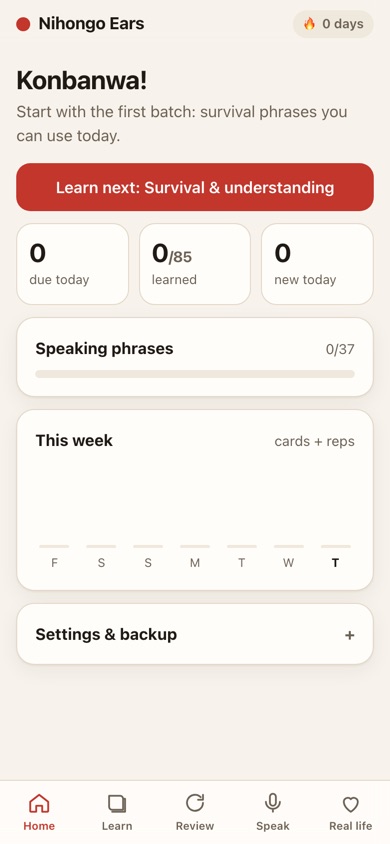 Nihongo Ears
🔥 0 days
Konbanwa!
Start with the first batch: survival phrases you
can use today.
Learn next: Survival & understanding
0
due today
0/85
learned
0
new today
Speaking phrases
0/37
This week
cards + reps
F S S M T W T
Settings & backup
+
Home
Learn
Review
Speak
Real life